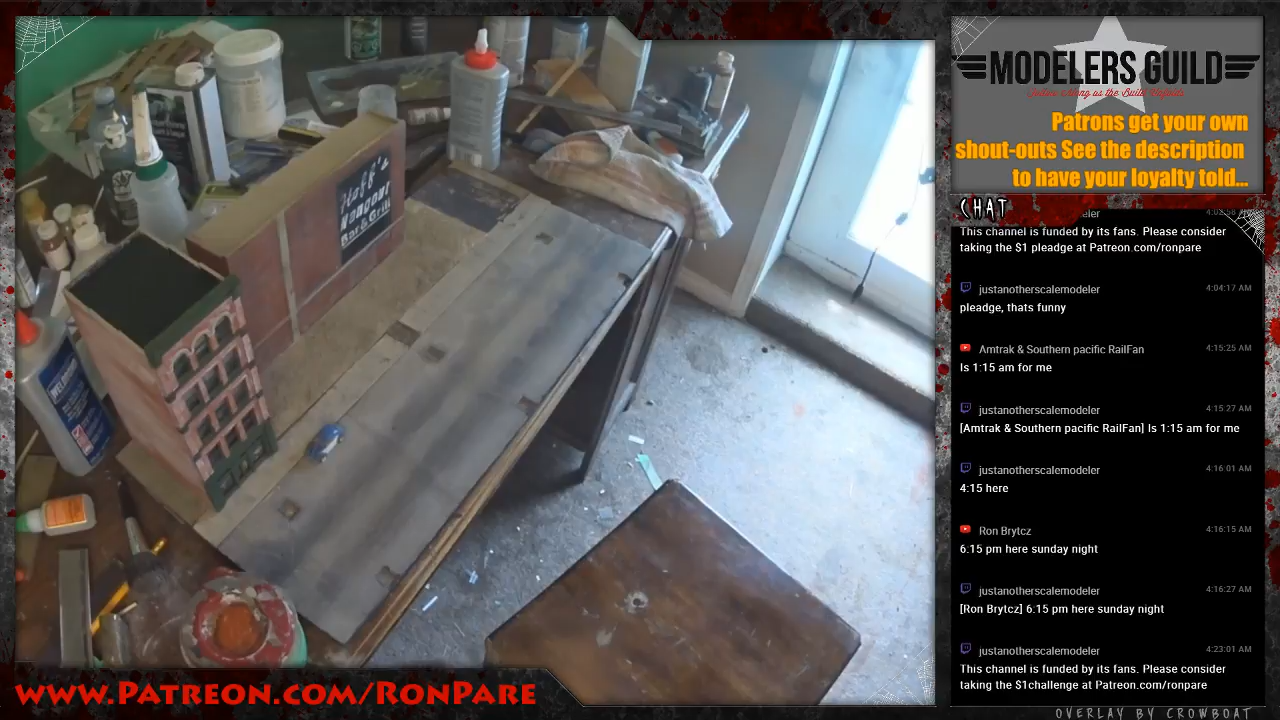 MODELERS GUILD
Patrons get your own
shout-outs See the description
to have your loyalty told...
CHAT
This channel is funded by its fans. Please consider
taking the $1 pleadge at Patreon.com/ronpare
justanotherscalemodeler 4:04:17 AM
pleadge, thats funny
Amtrak & Southern pacific RailFan 4:15:25 AM
Is 1:15 am for me
justanotherscalemodeler 4:15:27 AM
[Amtrak & Southern pacific RailFan] Is 1:15 am for me
justanotherscalemodeler 4:16:01 AM
4:15 here
Ron Brytcz 4:16:15 AM
6:15 pm here sunday night
justanotherscalemodeler 4:16:27 AM
[Ron Brytcz] 6:15 pm here sunday night
justanotherscalemodeler 4:23:01 AM
This channel is funded by its fans. Please consider
taking the $1challenge at Patreon.com/ronpare
Hangout
Bar & Grill
www.Patreon.com/RonPare
OVERLAY BY CROWBOAT